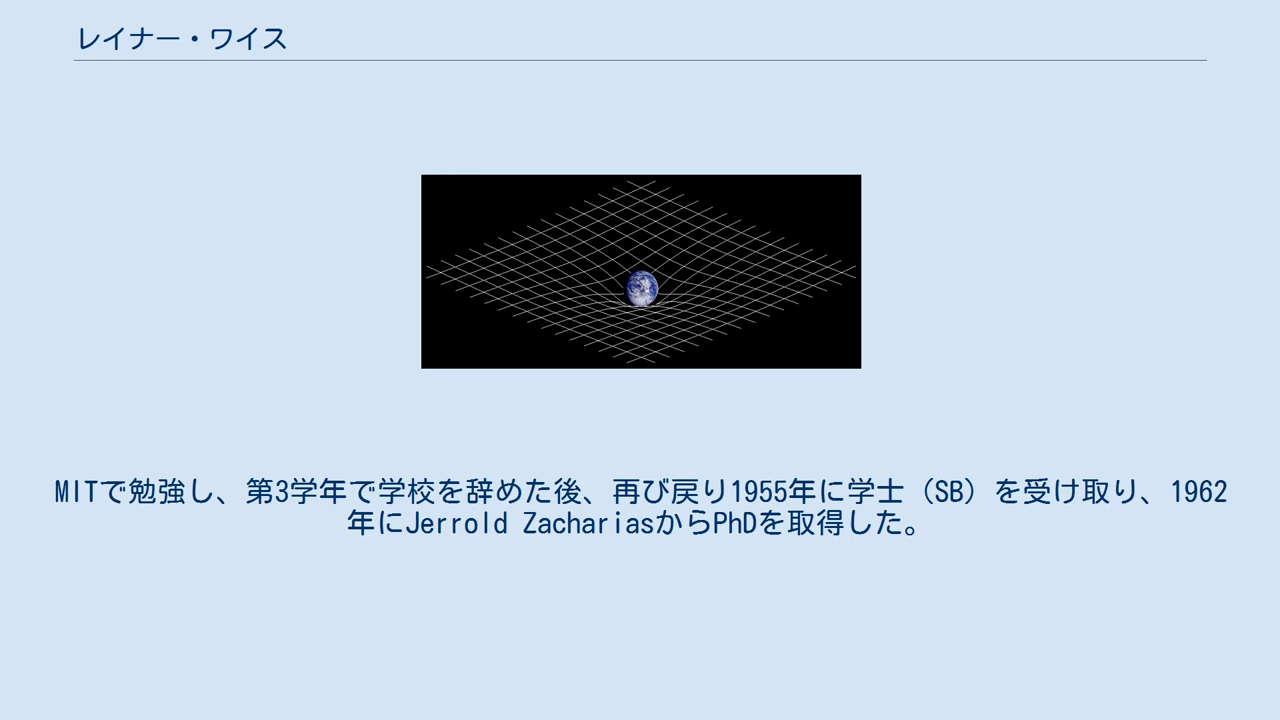 レイナー・ワイス
MITで勉強し、第3学年で学校を辞めた後、再び戻り1955年に学士（SB）を受け取り、1962
年にJerrold ZachariasからPhDを取得した。